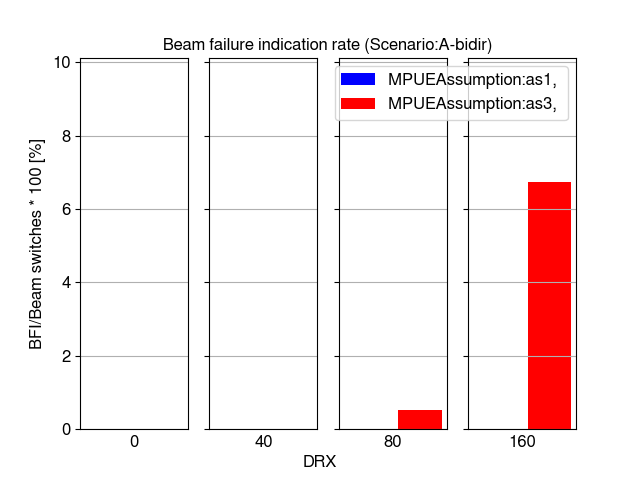 Beam failure indication rate (Scenario:A-bidir)
MPUEAssumption:as1,
MPUEAssumption:as3,
BFI/Beam switches * 100 [%]
10
8
6
4
2
0
0 40 80 160
DRX